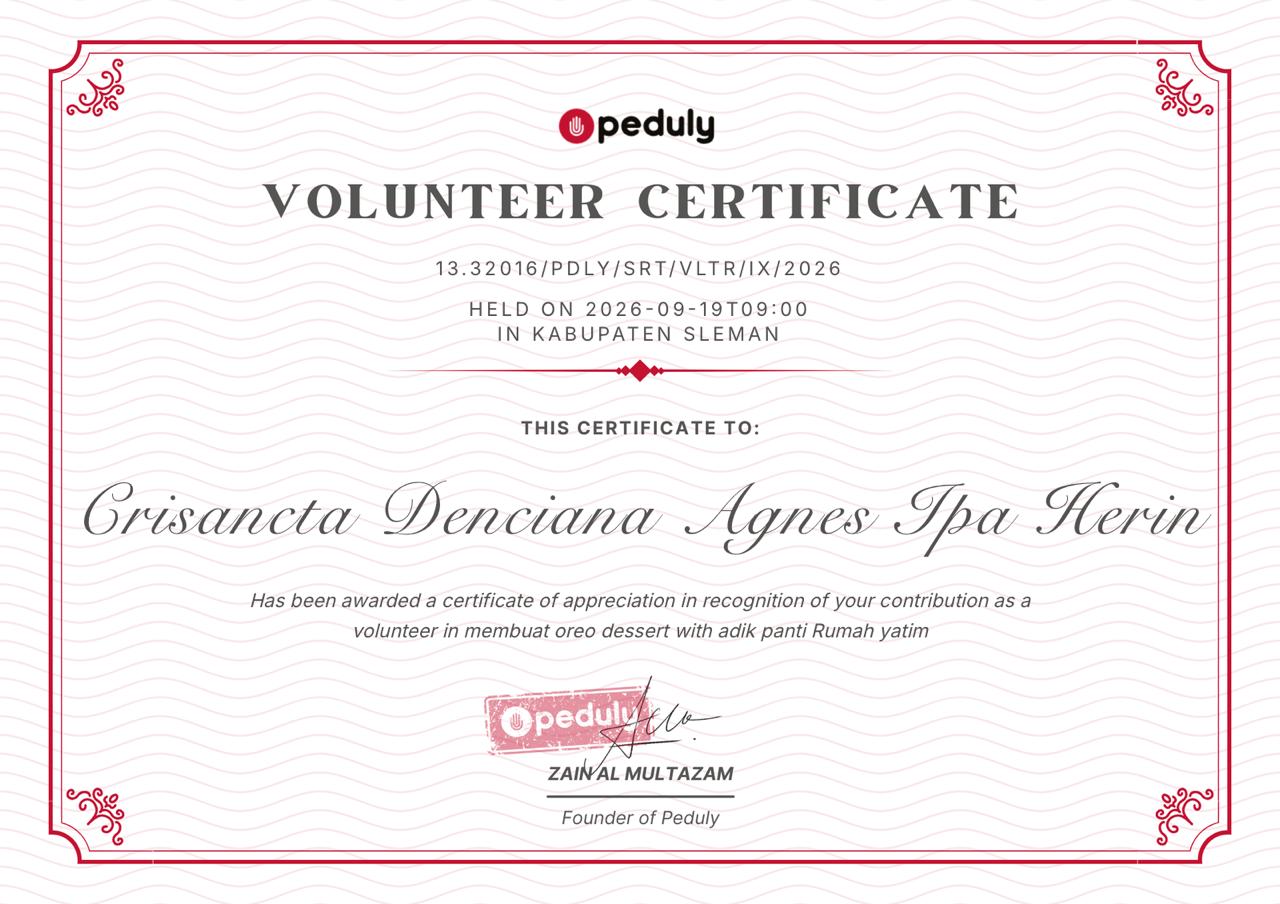 peduly
VOLUNTEER CERTIFICATE
13.32016/PDLY/SRT/VLTR/IX/2026
HELD ON 2026-09-19T09:00
IN KABUPATEN SLEMAN
THIS CERTIFICATE TO:
Crisancta Denciana Agnes Ipa Herin
Has been awarded a certificate of appreciation in recognition of your contribution as a
volunteer in membuat oreo dessert with adik panti Rumah yatim
peduly
ZAIN AL MULTAZAM
Founder of Peduly